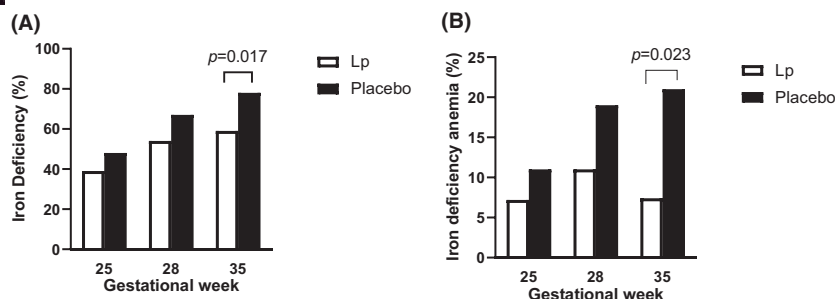 (A)
Iron Deficiency (%)
100
80
60
40
20
0
p=0.017
Lp
Placebo
25 28 35
Gestational week
(B)
Iron deficiency anemia (%)
25
20
15
10
5
0
p=0.023
Lp
Placebo
25 28 35
Gestational week